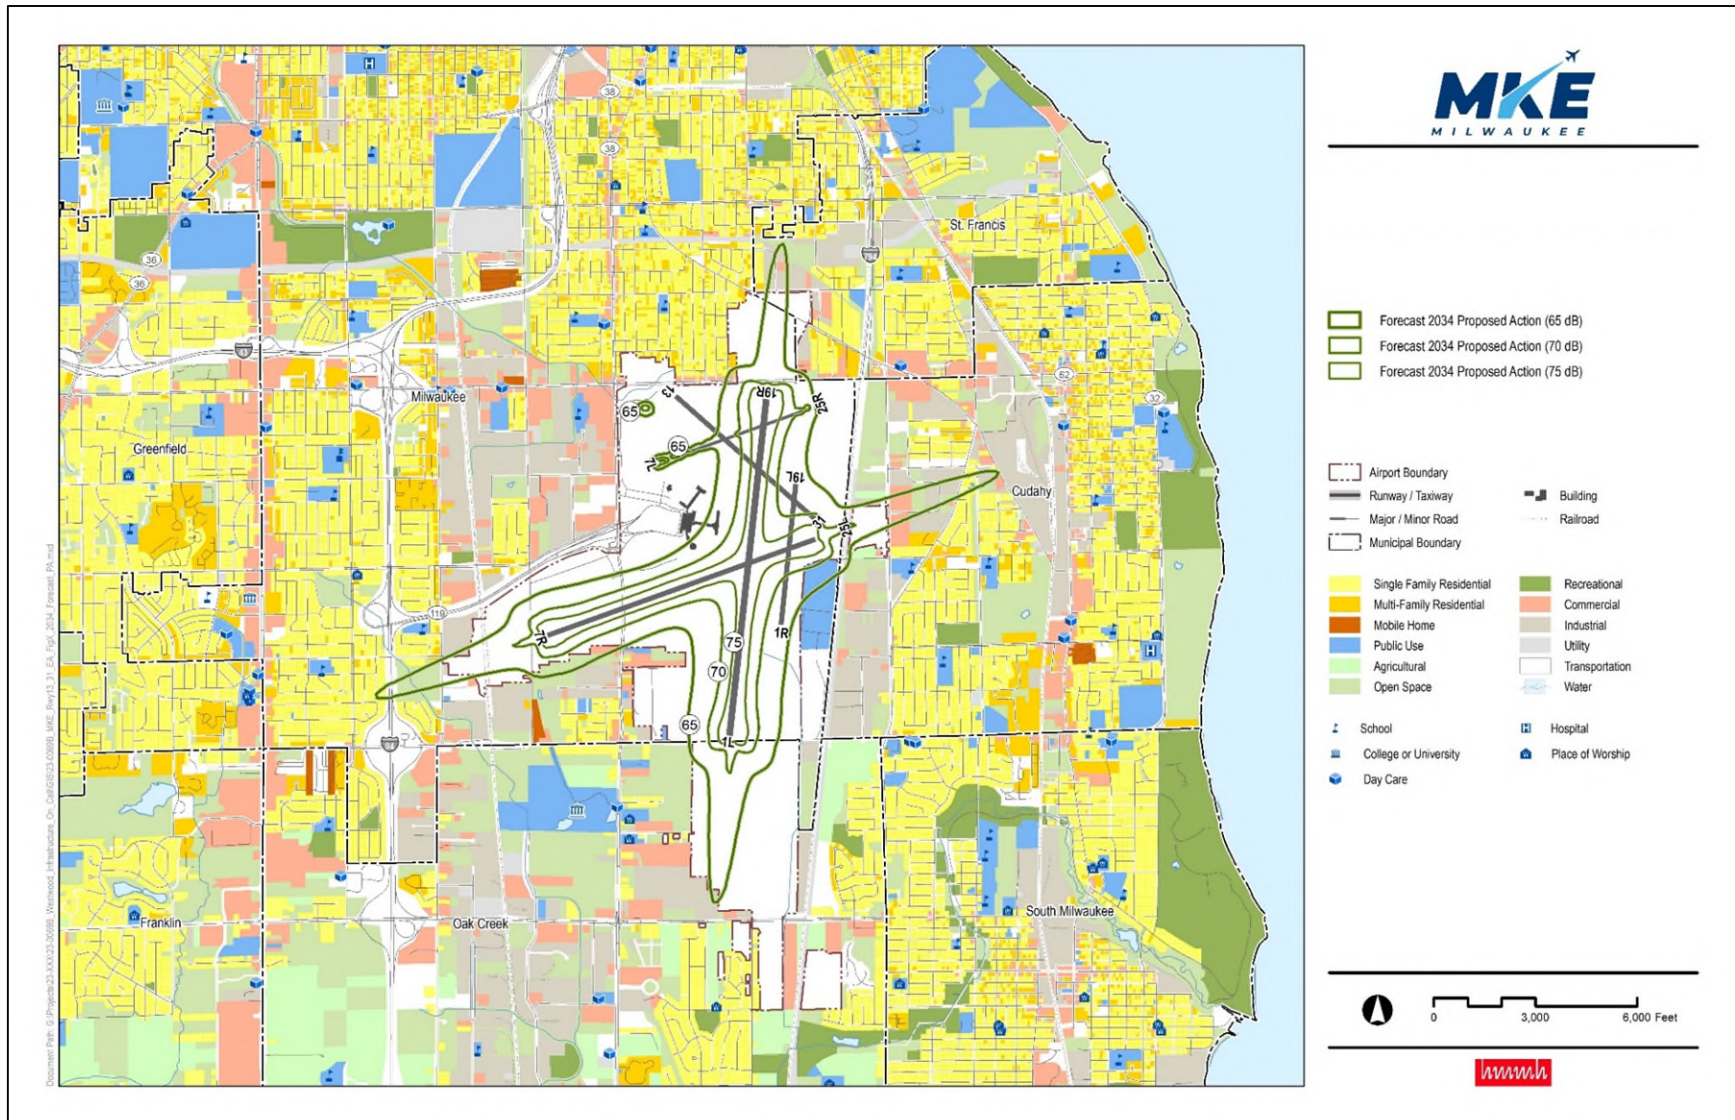 MKE
MILWAUKEE
Forecast 2034 Proposed Action (65 dB)
Forecast 2034 Proposed Action (70 dB)
Forecast 2034 Proposed Action (75 dB)
Airport Boundary
Runway / Taxiway
Building
Major / Minor Road
Railroad
Municipal Boundary
Single Family Residential
Recreational
Multi-Family Residential
Commercial
Mobile Home
Industrial
Public Use
Utility
Agricultural
Transportation
Open Space
Water
School
Hospital
College or University
Place of Worship
Day Care
0
3,000
6,000 Feet
hmmh
H
38
38
St. Francis
36
36
Milwaukee
62
32
13
19R
25R
65
Greenfield
65
7L
19L
Cudahy
31
25L
119
7R
1R
75
70
65
1L
H
94
Franklin
Oak Creek
South Milwaukee